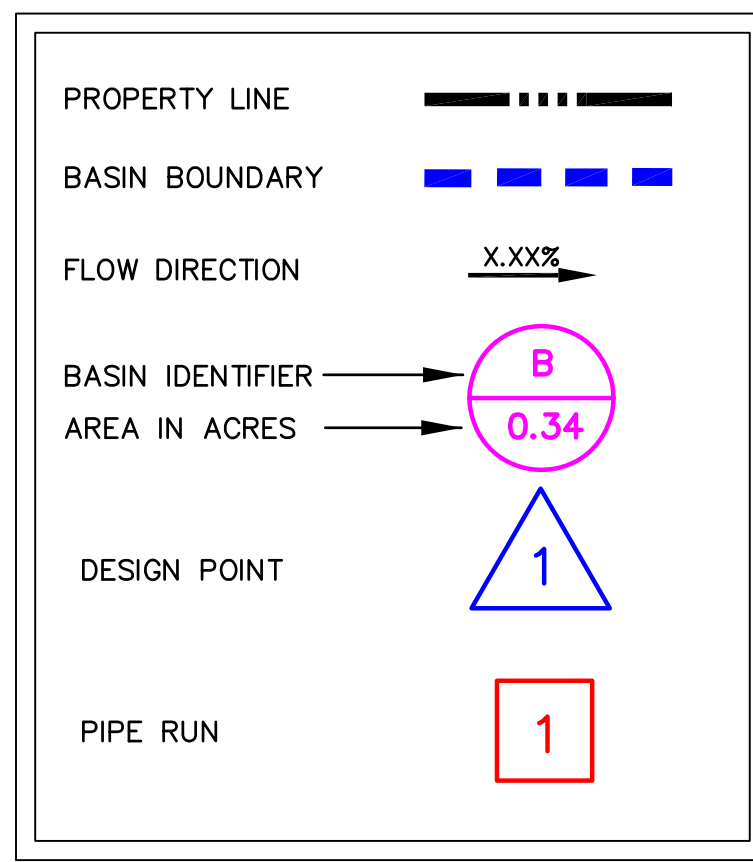 PROPERTY LINE
BASIN BOUNDARY
FLOW DIRECTION X.XX%
BASIN IDENTIFIER B
AREA IN ACRES 0.34
DESIGN POINT 1
PIPE RUN 1